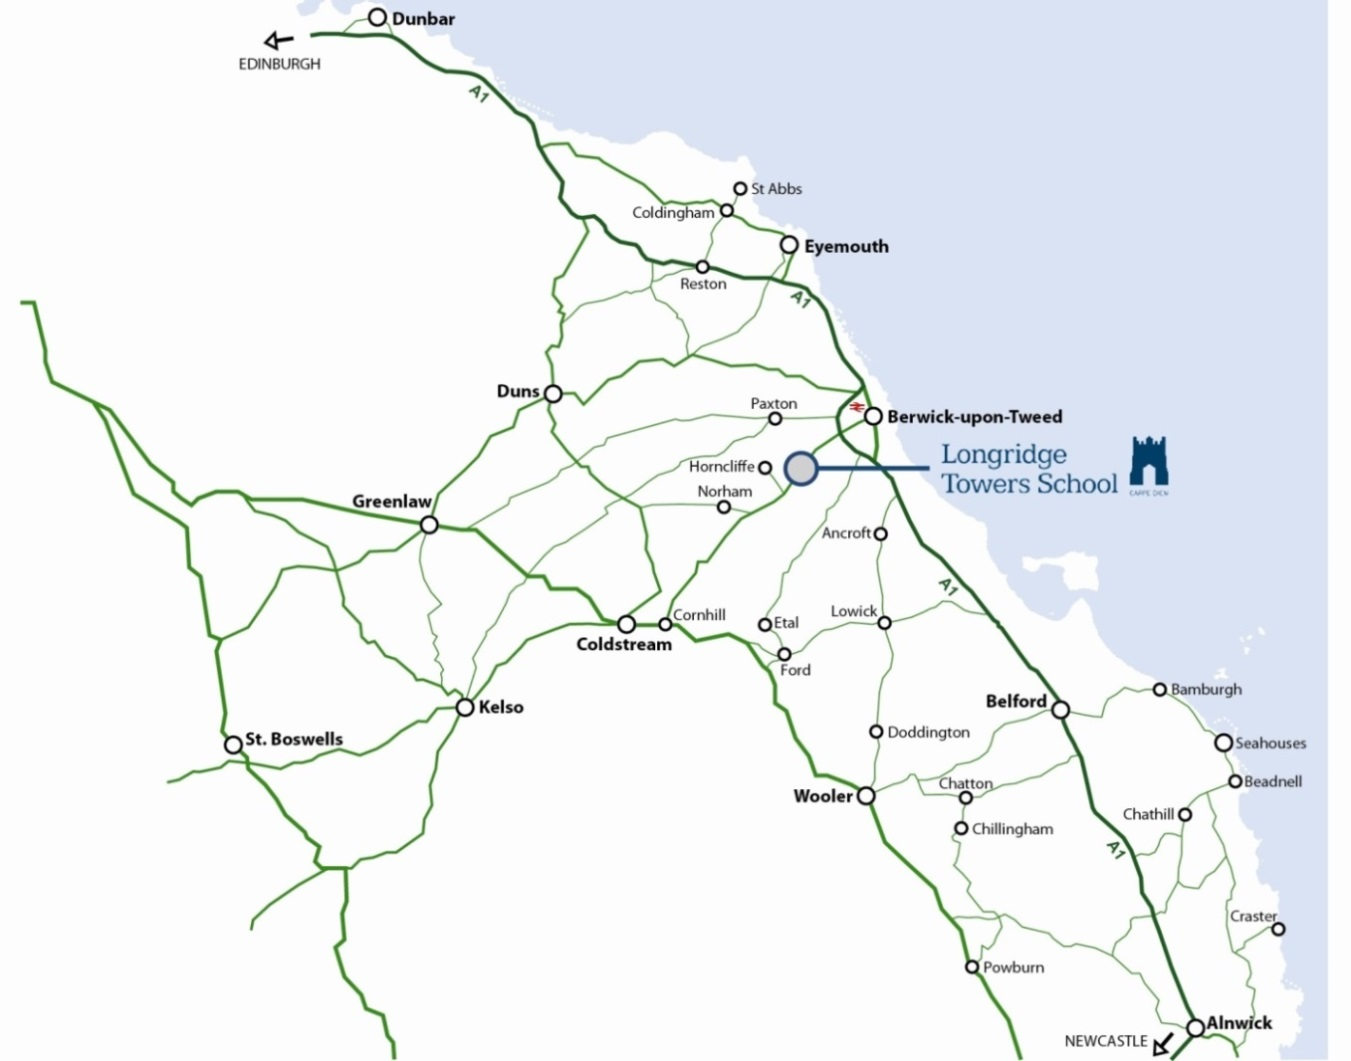 Dunbar
EDINBURGH
A1
St Abbs
Coldingham
Eyemouth
Reston
A1
Duns
Paxton
Berwick-upon-Tweed
Longridge
Towers School
CARPE DIEM
Horncliffe
Norham
Greenlaw
Ancroft
A1
Cornhill
Etal
Lowick
Coldstream
Ford
Bamburgh
Belford
Kelso
St. Boswells
Doddington
Seahouses
Chatton
Beadnell
Wooler
Chathill
Chillingham
A1
Craster
Powburn
Alnwick
NEWCASTLE